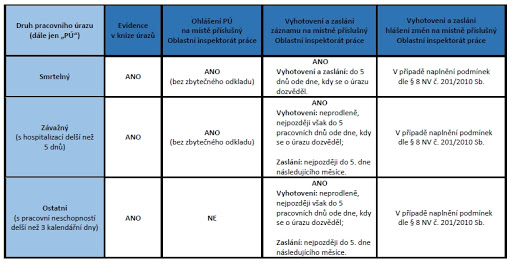 Druh pracovního úrazu
(dále jen „PÚ“)
Evidence
v knize úrazů
Ohlášení PÚ
na místě příslušný
Oblastní inspektorát práce
Vyhotovení a zaslání
záznamu na místně příslušný
Oblastní inspektorát práce
Vyhotovení a zaslání
hlášení změn na místně příslušný
Oblastní inspektorát práce
Smrtelný
ANO
ANO
(bez zbytečného odkladu)
ANO
Vyhotovení a zaslání: do 5
dnů ode dne, kdy se o úrazu
dozvěděl.
V případě naplnění podmínek
dle § 8 NV č. 201/2010 Sb.
Závažný
(s hospitalizací delší než
5 dnů)
ANO
ANO
(bez zbytečného odkladu)
ANO
Vyhotovení: neprodleně,
nejpozději však do 5
pracovních dnů ode dne, kdy
se o úrazu dozvěděl;
Zaslání: nejpozději do 5. dne
následujícího měsíce.
V případě naplnění podmínek
dle § 8 NV č. 201/2010 Sb.
Ostatní
(s pracovní neschopností
delší než 3 kalendářní dny)
ANO
NE
ANO
Vyhotovení: neprodleně,
nejpozději však do 5
pracovních dnů ode dne, kdy
se o úrazu dozvěděl;
Zaslání: nejpozději do 5. dne
následujícího měsíce.
V případě naplnění podmínek
dle § 8 NV č. 201/2010 Sb.